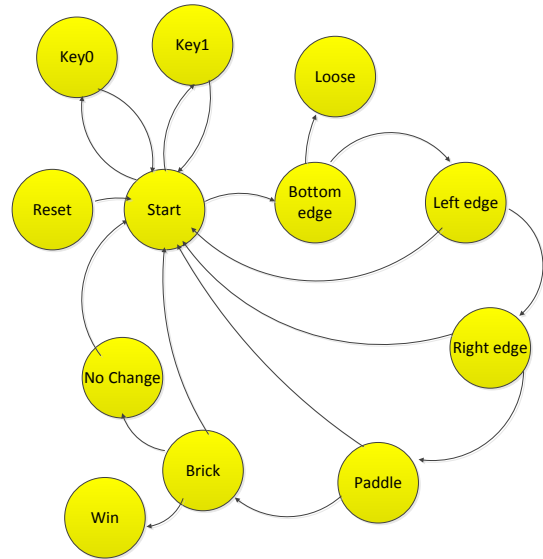 Key0
Key1
Loose
Reset
Start
Bottom
edge
Left edge
Right edge
No Change
Brick
Paddle
Win